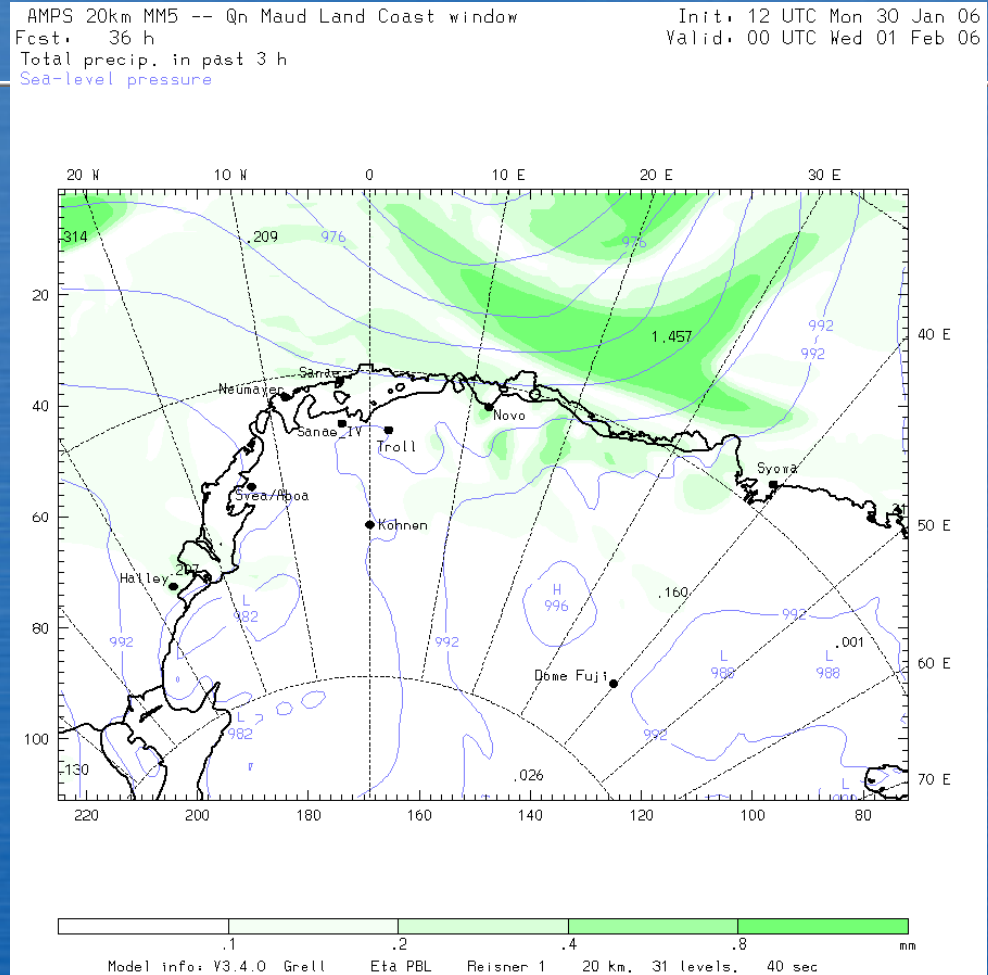 AMPS 20km MM5 -- Qn Maud Land Coast window Init: 12 UTC Mon 30 Jan 06
Fcst: 36 h Valid: 00 UTC Wed 01 Feb 06
Total precip. in past 3 h
Sea-level pressure
20 W 10 W 0 10 E 20 E 30 E
.314 .209 976 976
20
1.457 992 40 E
992
Sanae
Neumayer
40 Novo
Sanae_IV
Troll
Syowa
Svea/Aboa
60 Kohnen 50 E
Halley .207
H
996 .160
L
982
80 992 992 992 .001
L L L 60 E
988 988
Dome Fuji
L
982 992
100
.130 .026 70 E
L
220 200 180 160 140 120 100 80
.1 .2 .4 .8 mm
Model info: V3.4.0 Grell Eta PBL Reisner 1 20 km, 31 levels, 40 sec